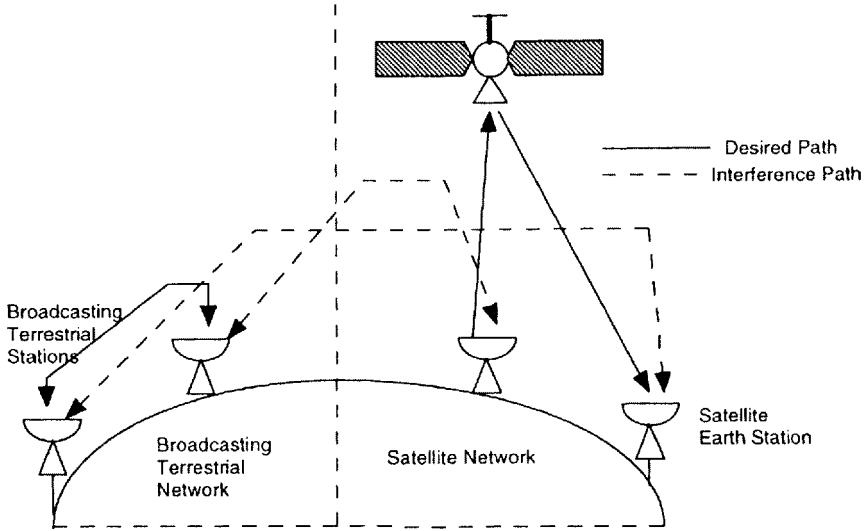 Desired Path
Interference Path
Broadcasting
Terrestrial
Stations
Satellite
Earth Station
Broadcasting
Terrestrial
Network
Satellite Network